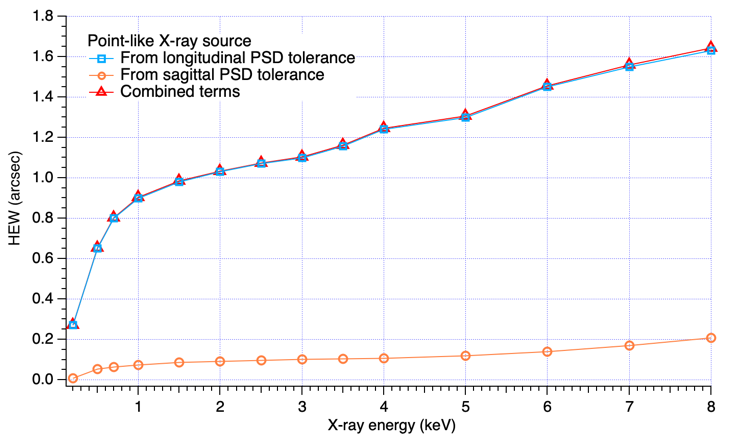 Point-like X-ray source
From longitudinal PSD tolerance
From sagittal PSD tolerance
Combined terms
HEW (arcsec)
1.8
1.6
1.4
1.2
1.0
0.8
0.6
0.4
0.2
0.0
1 2 3 4 5 6 7 8
X-ray energy (keV)